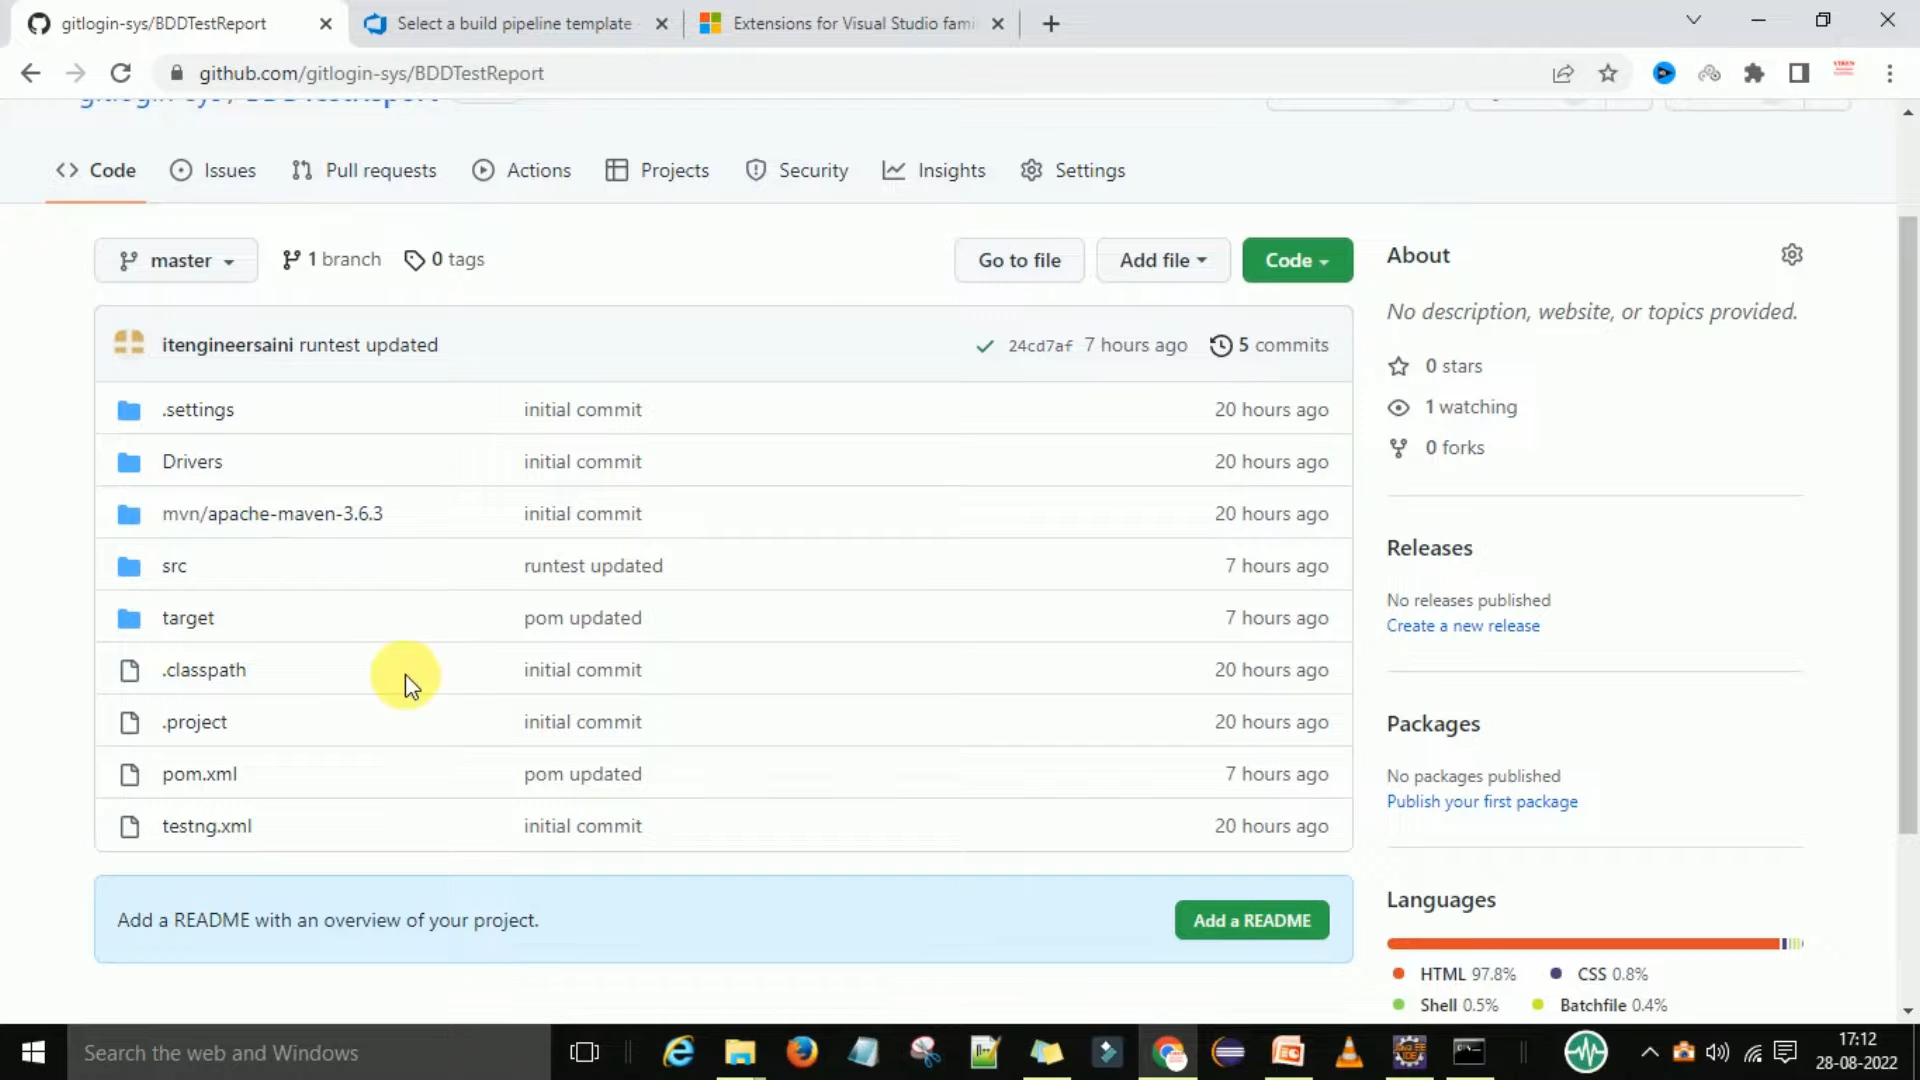 gitlogin-sys/BDDTestReport
Select a build pipeline template
Extensions for Visual Studio fami
github.com/gitlogin-sys/BDDTestReport
gitlogin-sys / BDDTestReport
Code
Issues
Pull requests
Actions
Projects
Security
Insights
Settings
master
1 branch
0 tags
Go to file
Add file
Code
itengineersaini runtest updated
24cd7af 7 hours ago
5 commits
.settings initial commit 20 hours ago
Drivers initial commit 20 hours ago
mvn/apache-maven-3.6.3 initial commit 20 hours ago
src runtest updated 7 hours ago
target pom updated 7 hours ago
.classpath initial commit 20 hours ago
.project initial commit 20 hours ago
pom.xml pom updated 7 hours ago
testng.xml initial commit 20 hours ago
Add a README with an overview of your project.
Add a README
About
No description, website, or topics provided.
0 stars
1 watching
0 forks
Releases
No releases published
Create a new release
Packages
No packages published
Publish your first package
Languages
HTML 97.8% CSS 0.8%
Shell 0.5% Batchfile 0.4%
Search the web and Windows
17:12
28-08-2022